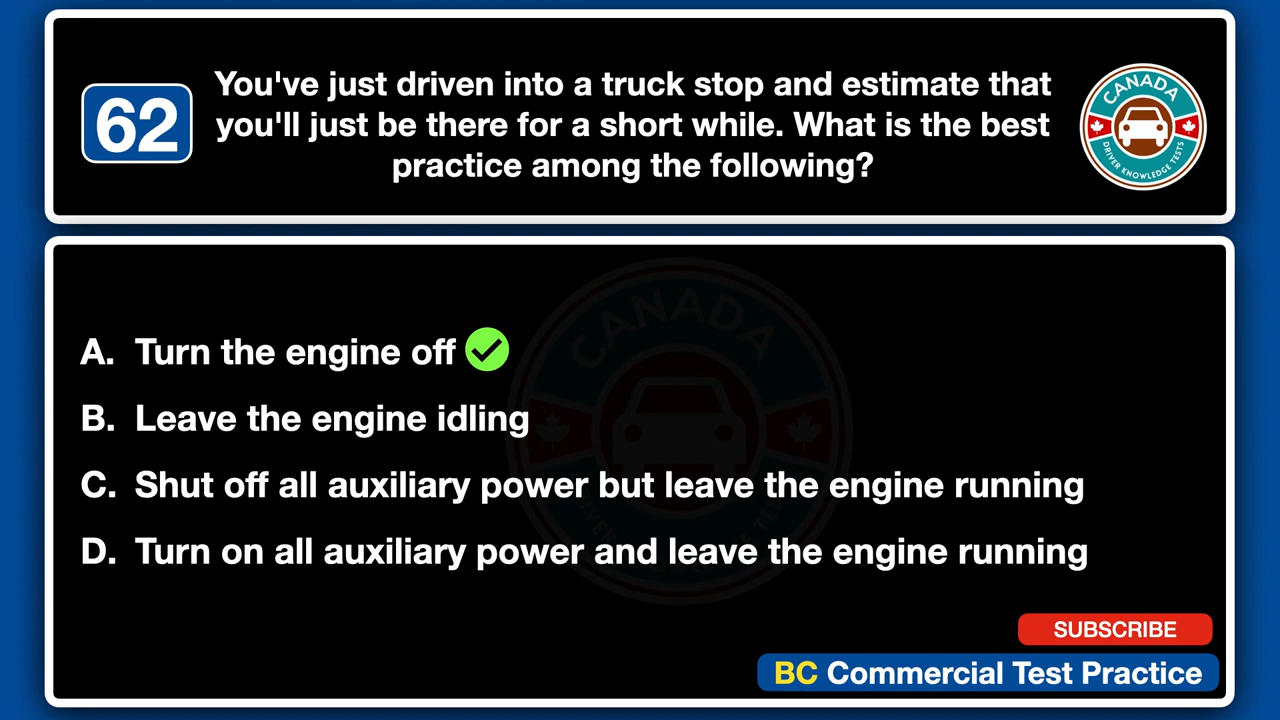 62
You've just driven into a truck stop and estimate that
you'll just be there for a short while. What is the best
practice among the following?
CANADA
DRIVER KNOWLEDGE TESTS
A. Turn the engine off
B. Leave the engine idling
C. Shut off all auxiliary power but leave the engine running
D. Turn on all auxiliary power and leave the engine running
CANADA
SUBSCRIBE
BC Commercial Test Practice